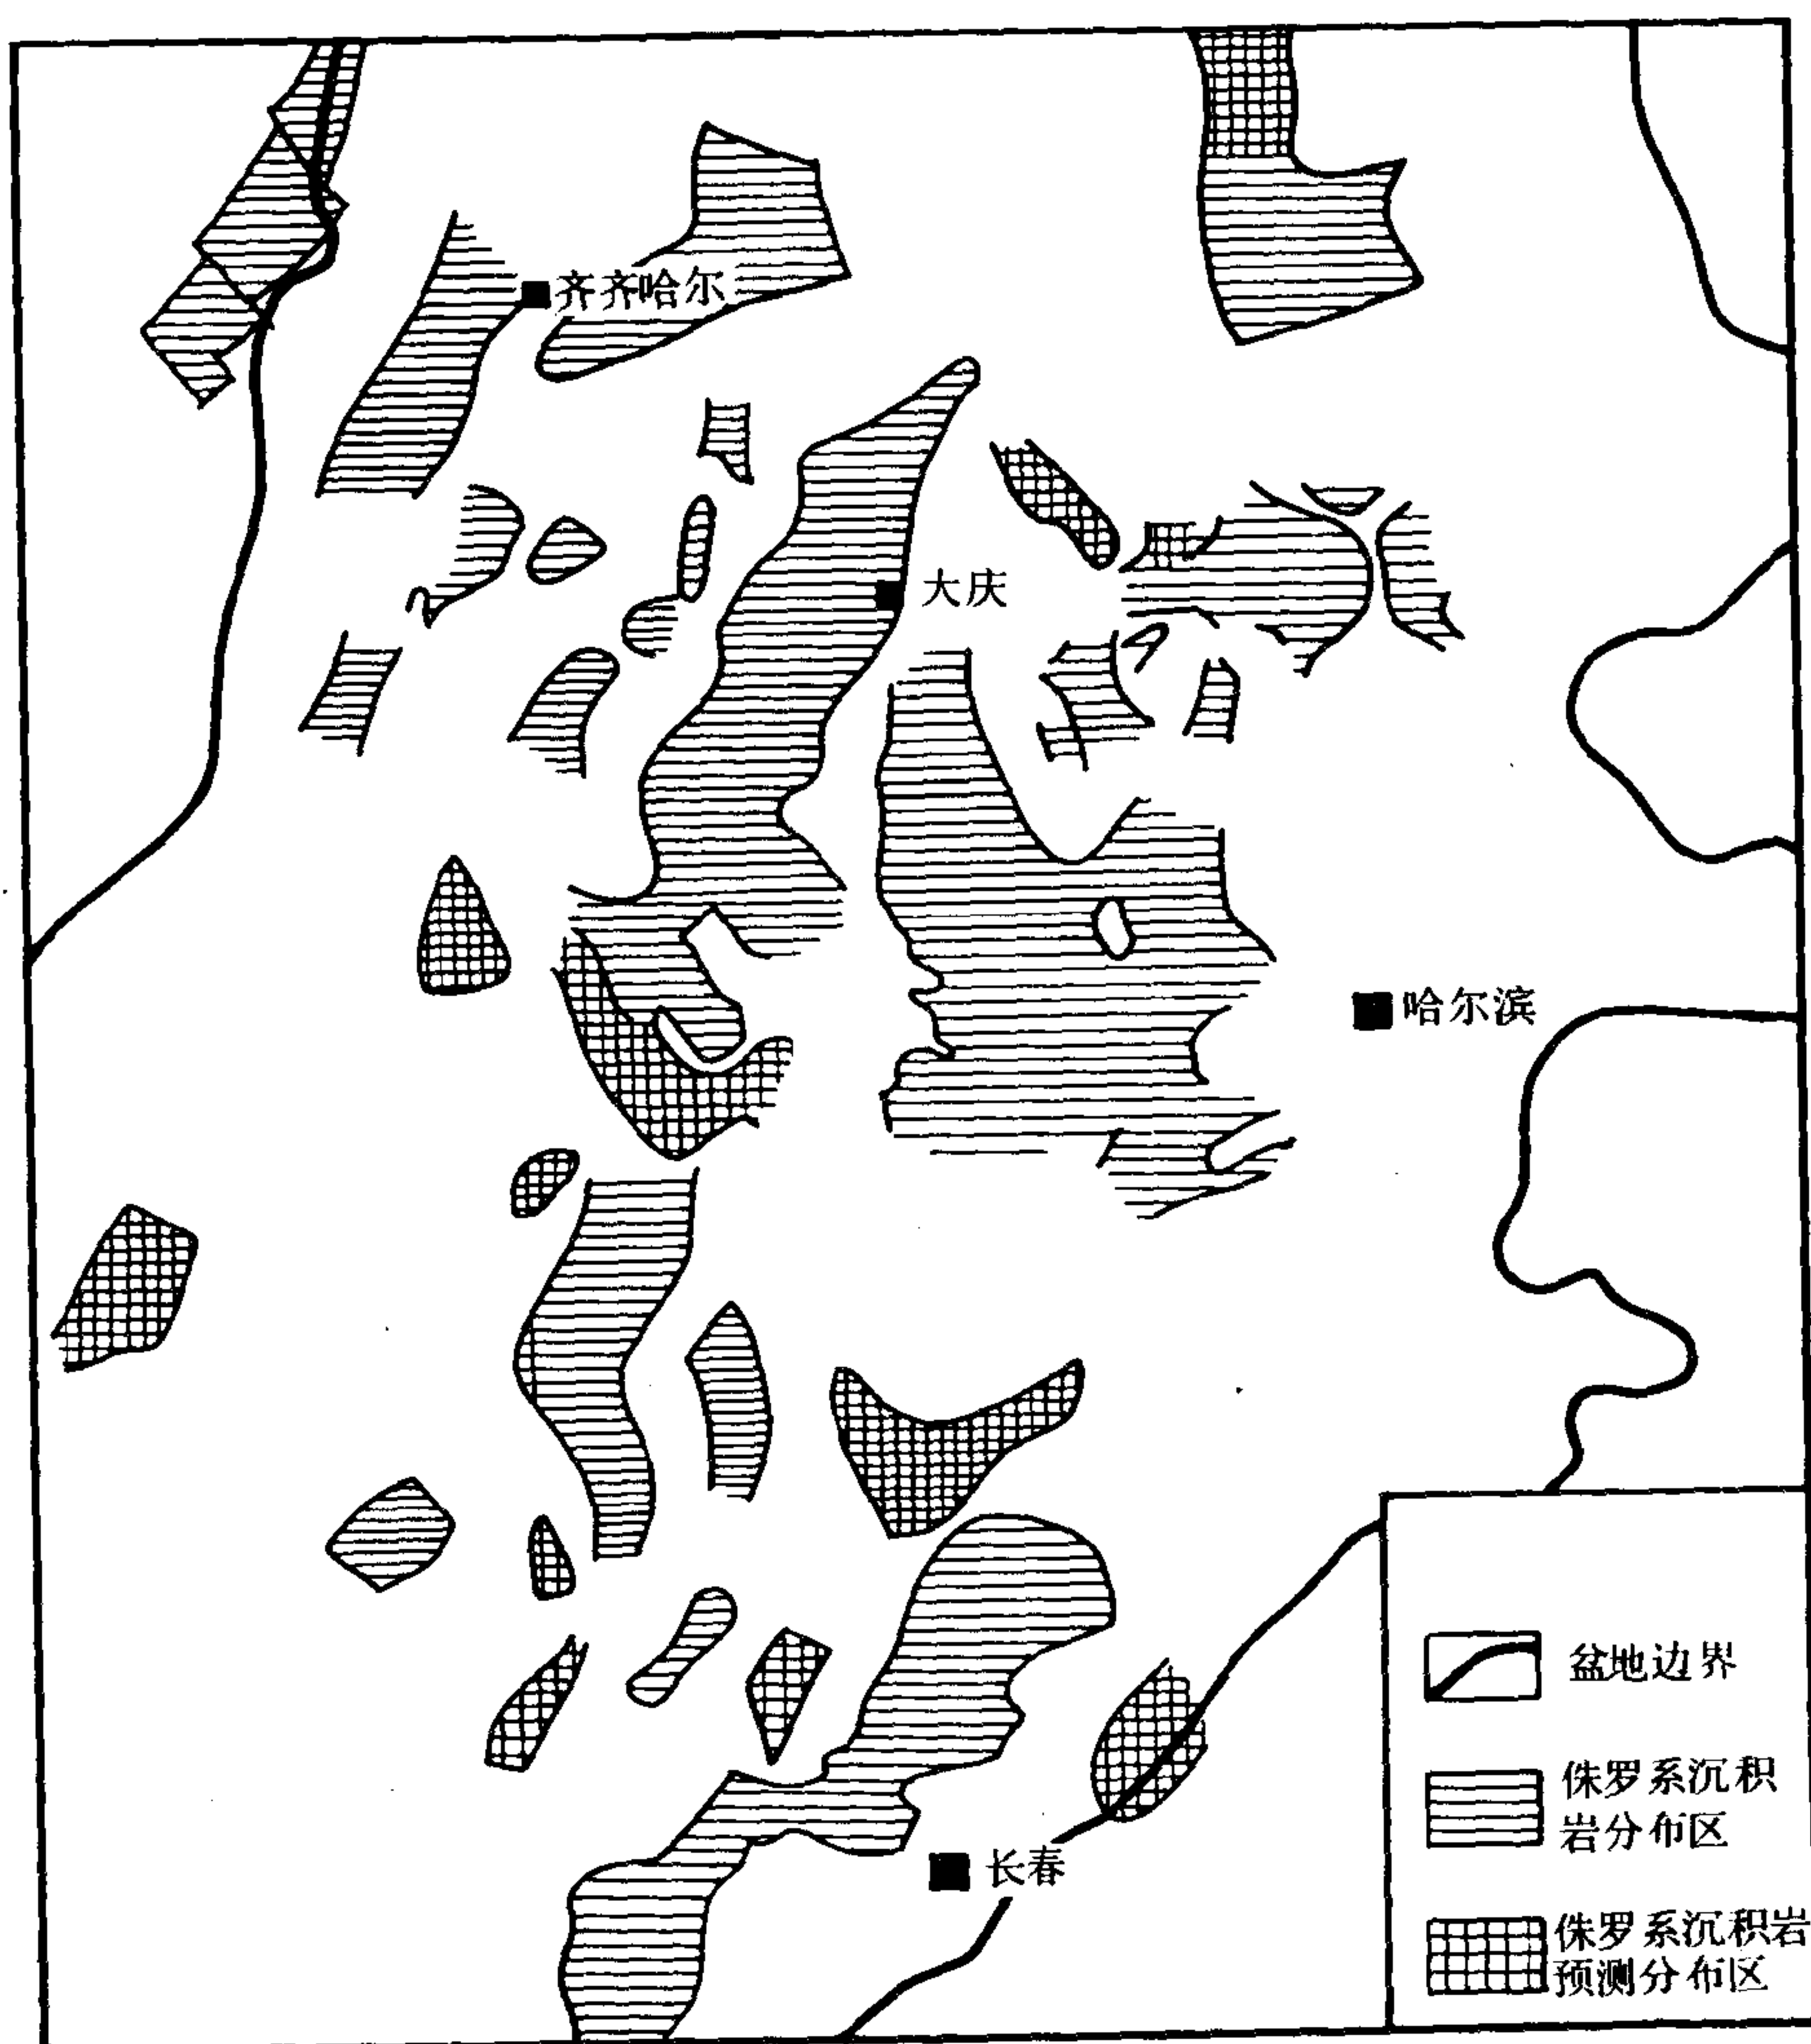 齐齐哈尔
大庆
哈尔滨
长春
盆地边界
侏罗系沉积
岩分布区
侏罗系沉积岩
预测分布区